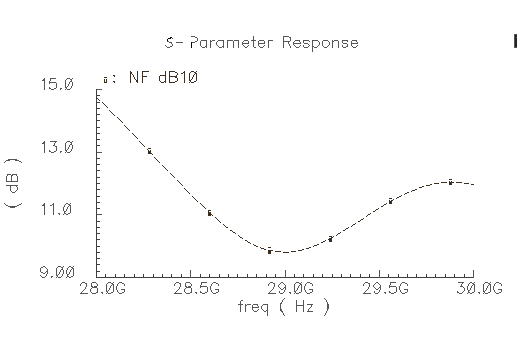 S-Parameter Response
: NF dB10
15.0
13.0
11.0
9.00
( dB )
28.0G 28.5G 29.0G 29.5G 30.0G
freq ( Hz )